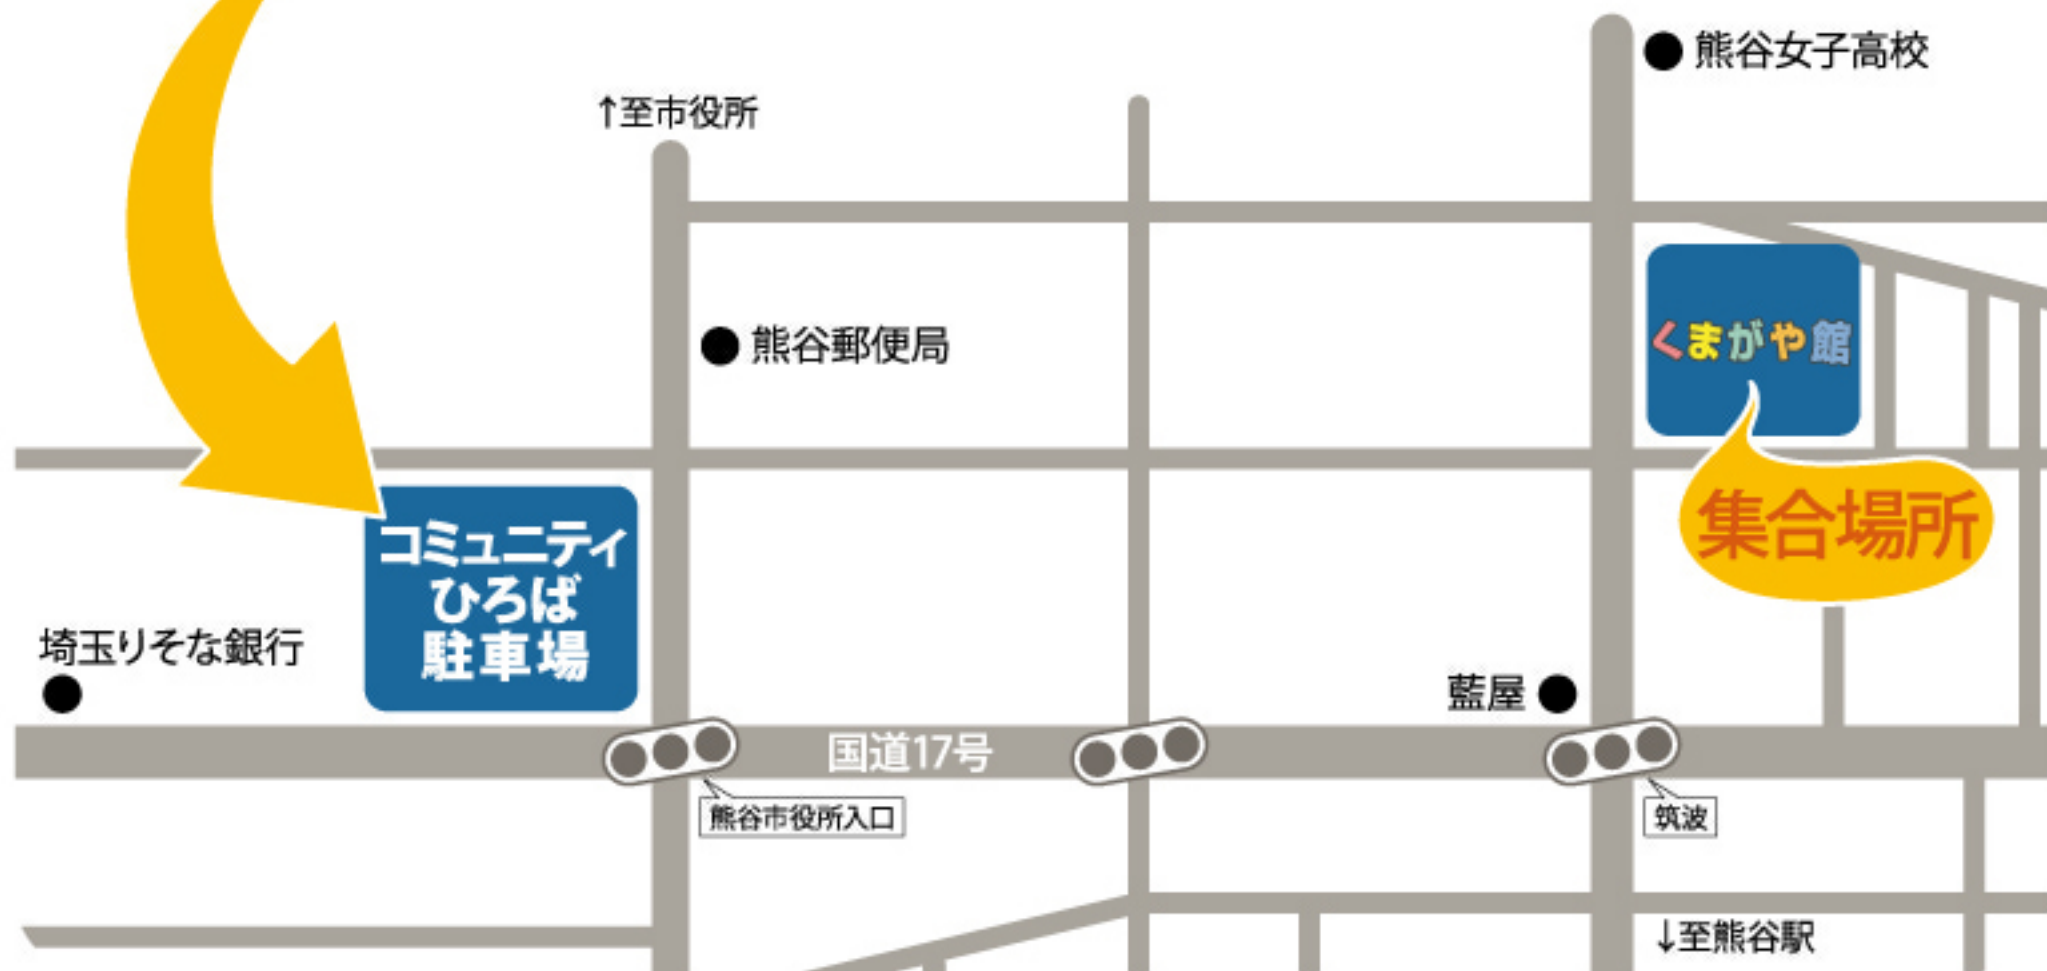 熊谷女子高校
↑至市役所
熊谷郵便局
くまがや館
集合場所
コミュニティ
ひろば
駐車場
埼玉りそな銀行
藍屋
国道17号
熊谷市役所入口
筑波
↓至熊谷駅